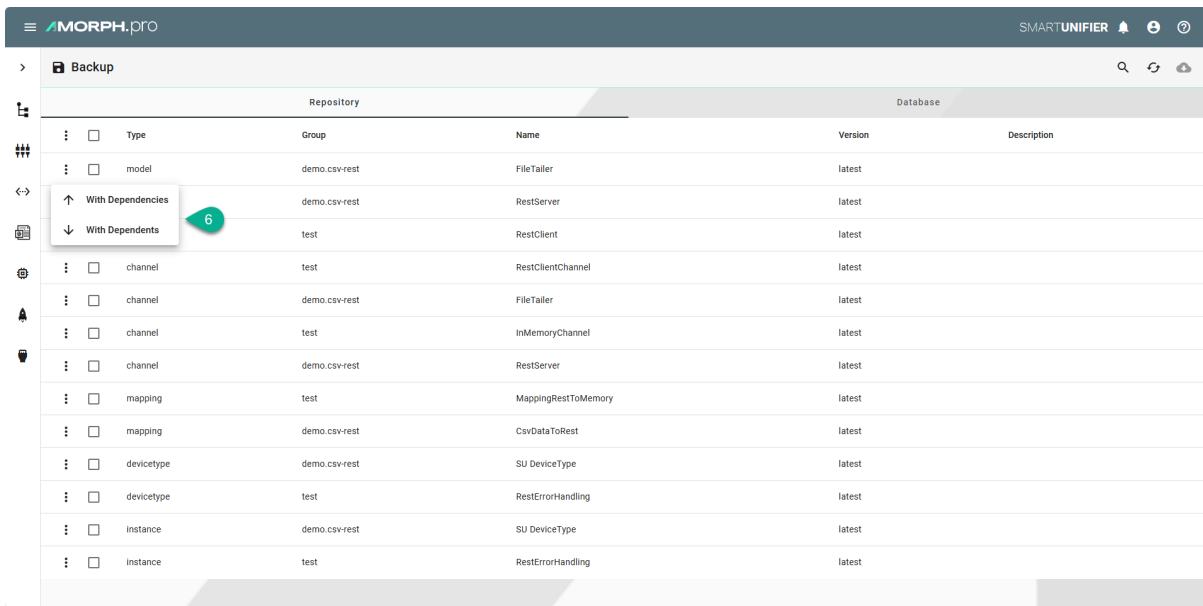 AMORPH.pro SMARTUNIFIER
Backup
Repository Database
Type Group Name Version Description
model demo.csv-rest FileTailer latest
With Dependencies demo.csv-rest RestServer latest
6
With Dependents test RestClient latest
channel test RestClientChannel latest
channel demo.csv-rest FileTailer latest
channel test InMemoryChannel latest
channel demo.csv-rest RestServer latest
mapping test MappingRestToMemory latest
mapping demo.csv-rest CsvDataToRest latest
devicetype demo.csv-rest SU DeviceType latest
devicetype test RestErrorHandling latest
instance demo.csv-rest SU DeviceType latest
instance test RestErrorHandling latest